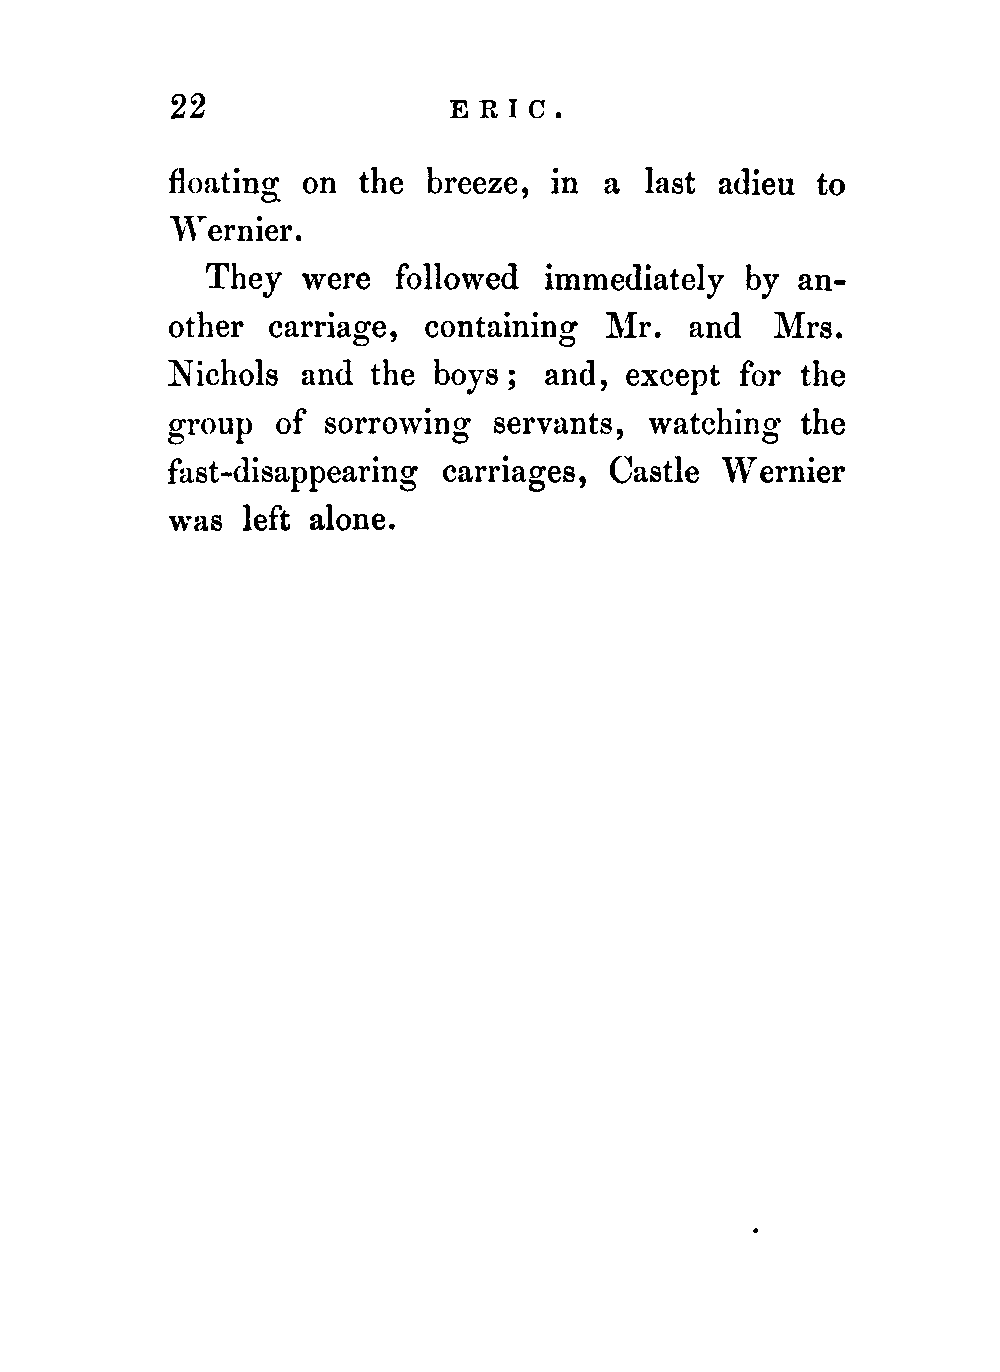 22 ERIC.
floating on the breeze, in a last adieu to
Wernier.
They were followed immediately by an-
other carriage, containing Mr. and Mrs.
Nichols and the boys; and, except for the
group of sorrowing servants, watching the
fast-disappearing carriages, Castle Wernier
was left alone.